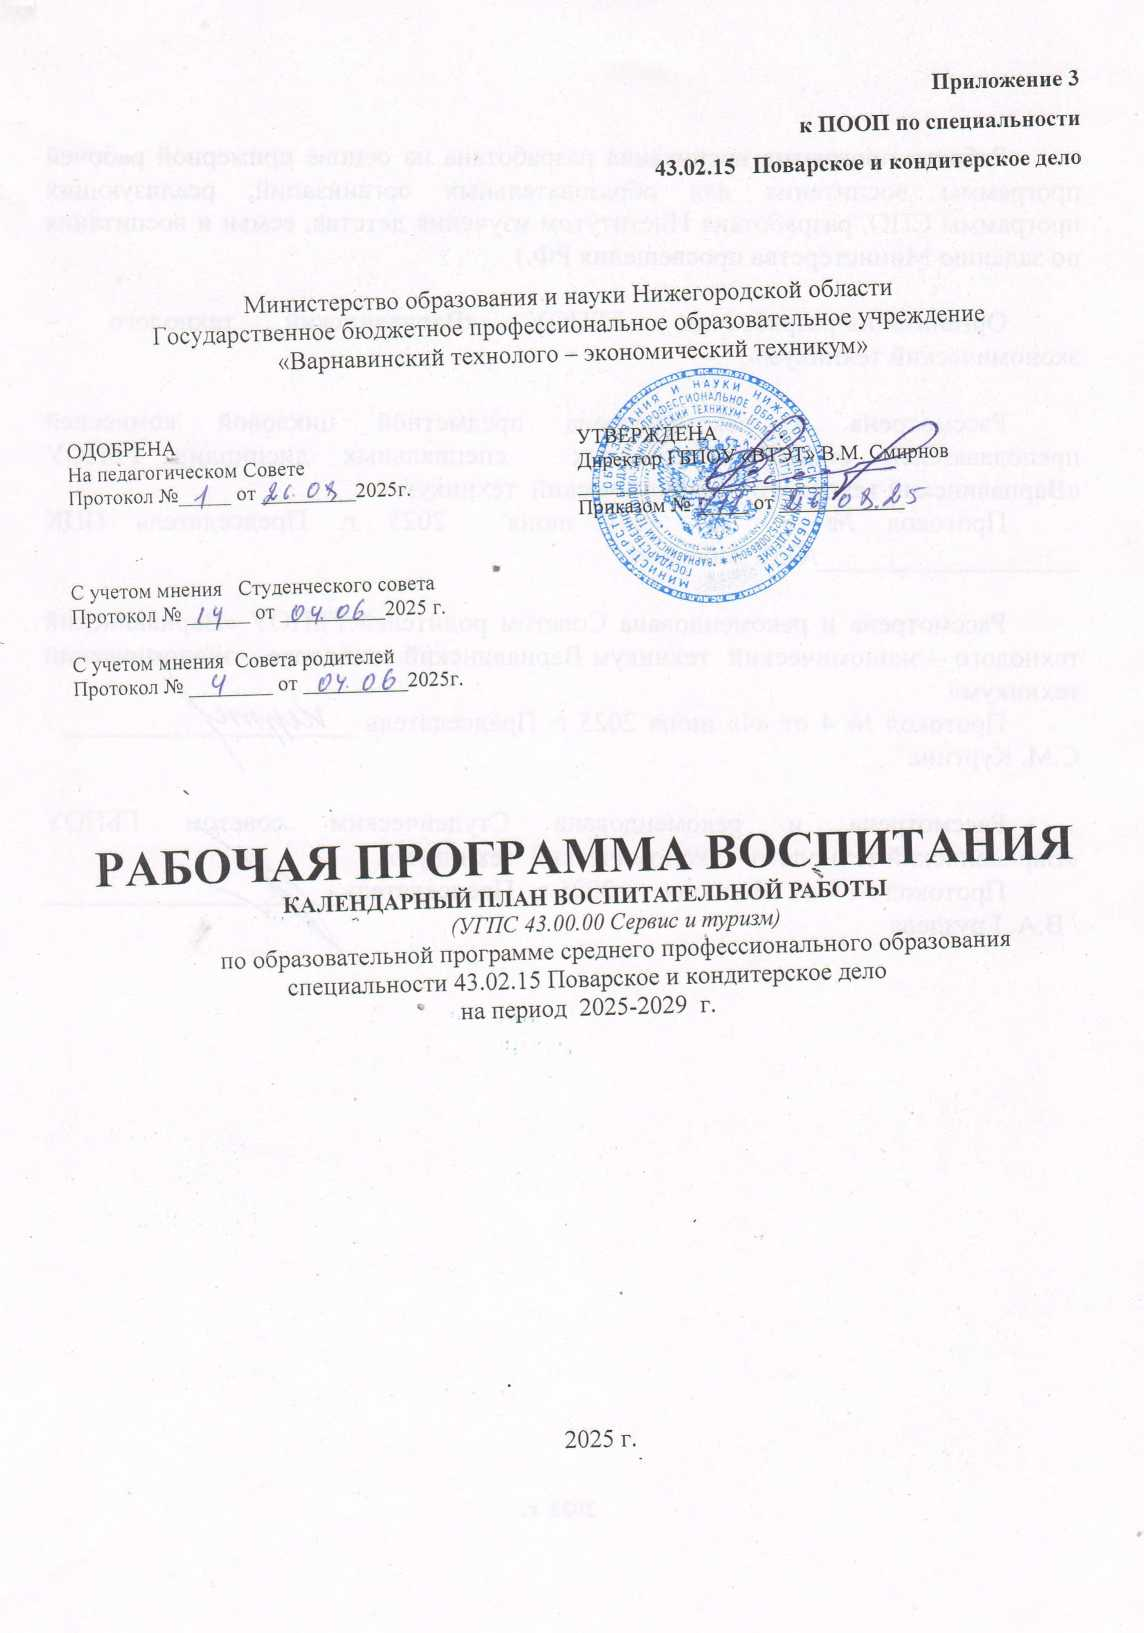 Приложение 3
к ПООП по специальности
43.02.15 Поварское и кондитерское дело
Министерство образования и науки Нижегородской области
Государственное бюджетное профессиональное образовательное учреждение
«Варнавинский технолого – экономический техникум»
ОДОБРЕНА
На педагогическом Совете
Протокол № 1 от 26.08 2025г.
УТВЕРЖДЕНА
Директор ГБПОУ «ВТЭТ» В.М. Смирнов
Приказом № от 08.25
С учетом мнения Студенческого совета
Протокол № 14 от 04.06 2025 г.
С учетом мнения Совета родителей
Протокол № 4 от 04.06 2025г.
РАБОЧАЯ ПРОГРАММА ВОСПИТАНИЯ
КАЛЕНДАРНЫЙ ПЛАН ВОСПИТАТЕЛЬНОЙ РАБОТЫ
(УГПС 43.00.00 Сервис и туризм)
по образовательной программе среднего профессионального образования
специальности 43.02.15 Поварское и кондитерское дело
на период 2025-2029 г.
2025 г.